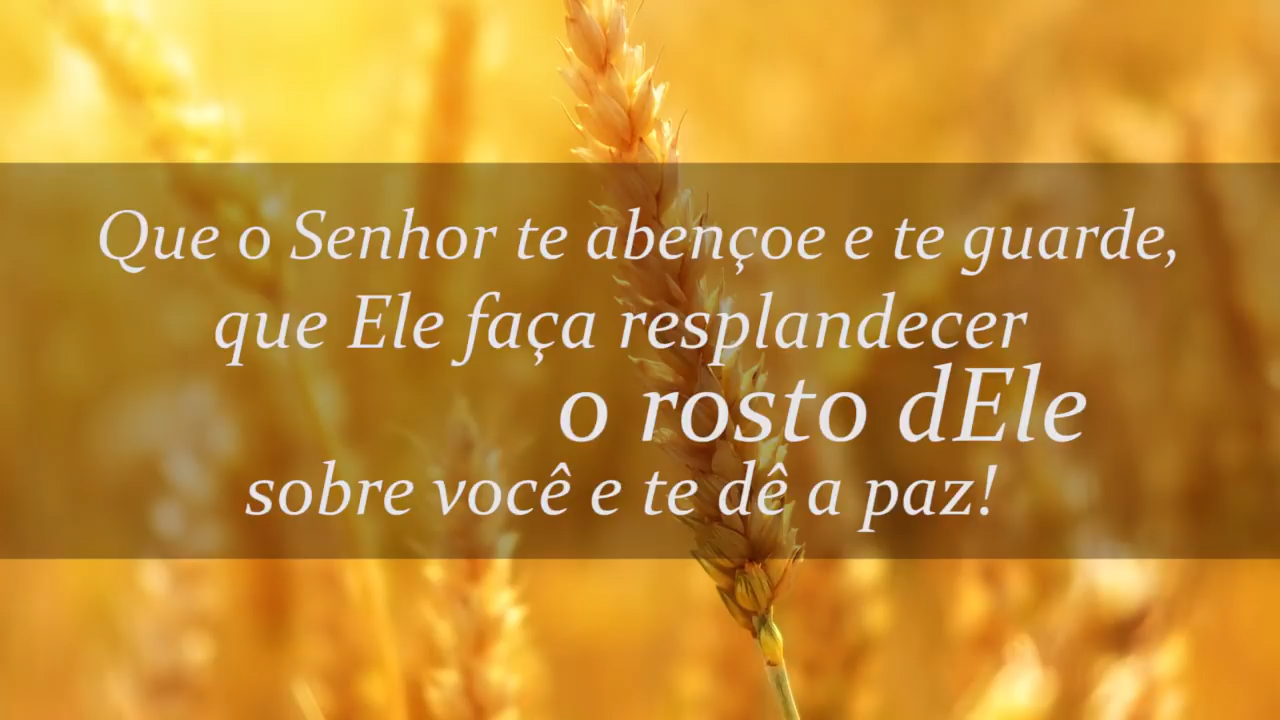 Que o Senhor te abençoe e te guarde,
que Ele faça resplandecer
o rosto dEle
sobre você e te dê a paz!